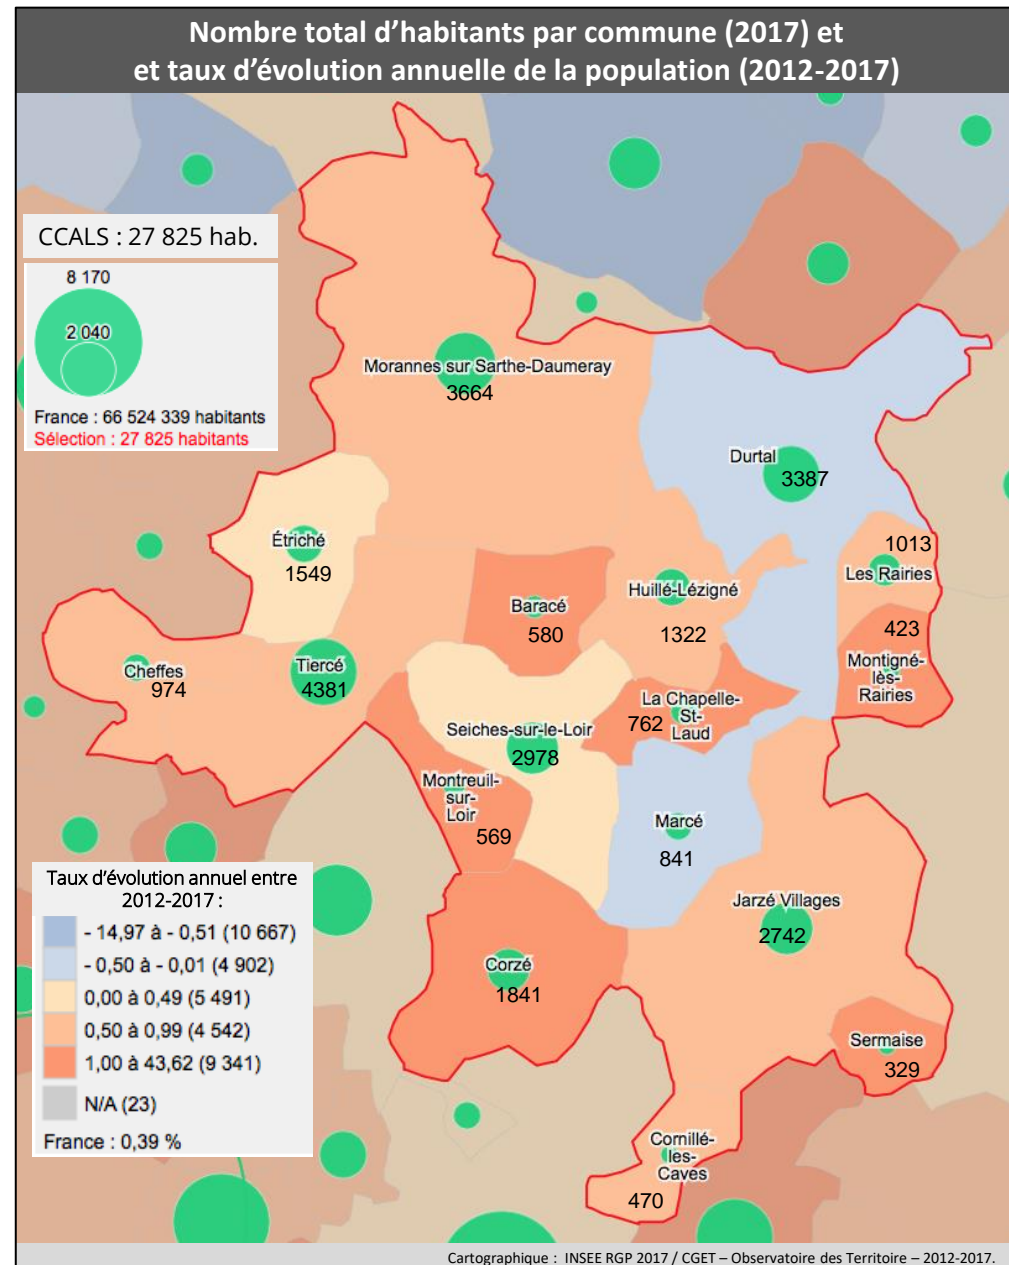 Nombre total d’habitants par commune (2017) et
et taux d’évolution annuelle de la population (2012-2017)
CCALS : 27 825 hab.
8 170
2 040
France : 66 524 339 habitants
Sélection : 27 825 habitants
Morannes sur Sarthe-Daumeray
3664
Durtal
3387
Étriché
1549
1013
Les Rairies
Baracé
580
Huillé-Lézigné
1322
423
Montigné-
lès-
Rairies
Cheffes
974
Tiercé
4381
La Chapelle-
St-
Laud
762
Seiches-sur-le-Loir
2978
Montreuil-
sur-
Loir
569
Marcé
841
Jarzé Villages
2742
Corzé
1841
Sermaise
329
Cornillé-
les-
Caves
470
Taux d’évolution annuel entre
2012-2017 :
- 14,97 à - 0,51 (10 667)
- 0,50 à - 0,01 (4 902)
0,00 à 0,49 (5 491)
0,50 à 0,99 (4 542)
1,00 à 43,62 (9 341)
N/A (23)
France : 0,39 %
Cartographique : INSEE RGP 2017 / CGET – Observatoire des Territoire – 2012-2017.